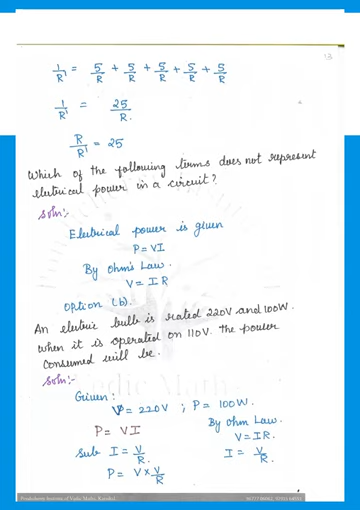 13
1/R' = 5/R + 5/R + 5/R + 5/R + 5/R
1/R' = 25/R.
R/R' = 25
Which of the following terms does not represent
electrical power in a circuit?
Soln:-
Electrical power is given
P = VI
By Ohm's Law.
V = IR
Option (b).
An electric bulb is rated 220V and 100W.
When it is operated on 110V. The power
Consumed will be.
Soln:-
Given:
V = 220V ; P = 100W.
P = VI
By Ohm Law.
V = IR.
Sub I = V/R.
I = V/R.
P = V × V/R
Vedic Maths